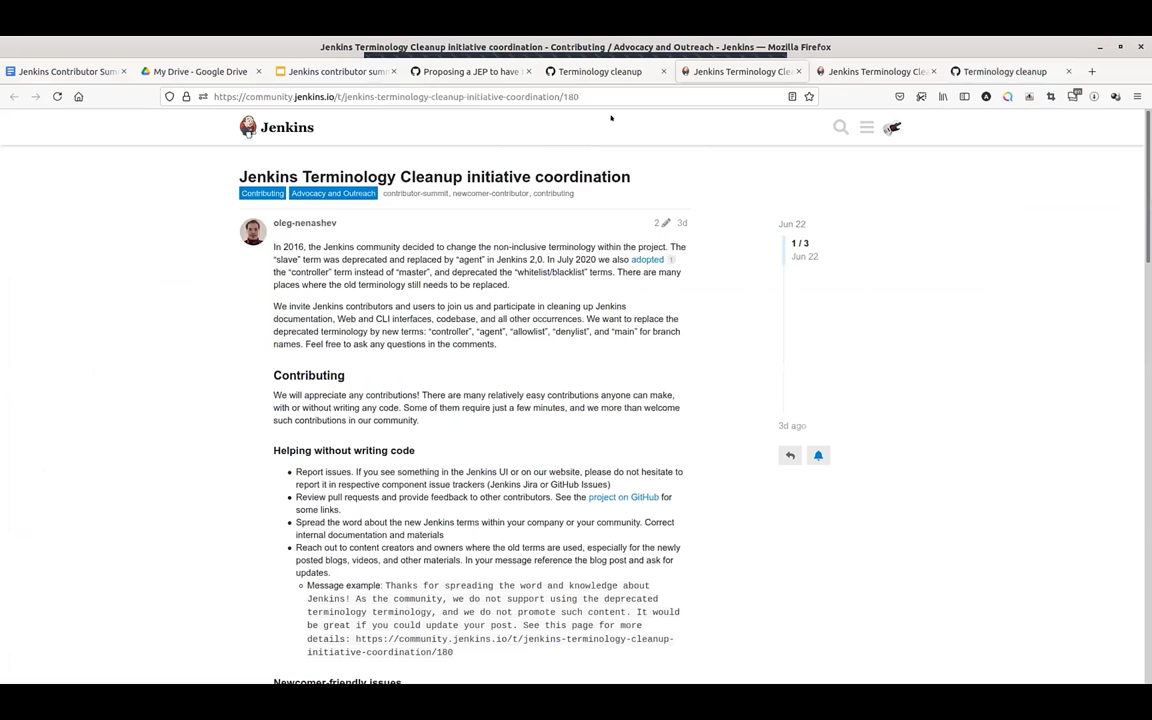 Jenkins Terminology Cleanup initiative coordination - Contributing / Advocacy and Outreach - Jenkins — Mozilla Firefox
Jenkins Contributor Sum
My Drive - Google Drive
Jenkins contributor sum
Proposing a JEP to have
Terminology cleanup
Jenkins Terminology Cle
Jenkins Terminology Cle
Terminology cleanup
https://community.jenkins.io/t/jenkins-terminology-cleanup-initiative-coordination/180
Jenkins
Jenkins Terminology Cleanup initiative coordination
Contributing Advocacy and Outreach contributor-summit, newcomer-contributor, contributing
oleg-nenashev 2 3d
In 2016, the Jenkins community decided to change the non-inclusive terminology within the project. The
“slave” term was deprecated and replaced by “agent” in Jenkins 2,0. In July 2020 we also adopted 1
the “controller” term instead of “master”, and deprecated the “whitelist/blacklist” terms. There are many
places where the old terminology still needs to be replaced.
We invite Jenkins contributors and users to join us and participate in cleaning up Jenkins
documentation, Web and CLI interfaces, codebase, and all other occurrences. We want to replace the
deprecated terminology by new terms: “controller”, “agent”, “allowlist”, “denylist”, and “main” for branch
names. Feel free to ask any questions in the comments.
Contributing
We will appreciate any contributions! There are many relatively easy contributions anyone can make,
with or without writing any code. Some of them require just a few minutes, and we more than welcome
such contributions in our community.
Helping without writing code
Report issues. If you see something in the Jenkins UI or on our website, please do not hesitate to
report it in respective component issue trackers (Jenkins Jira or GitHub Issues)
Review pull requests and provide feedback to other contributors. See the project on GitHub for
some links.
Spread the word about the new Jenkins terms within your company or your community. Correct
internal documentation and materials
Reach out to content creators and owners where the old terms are used, especially for the newly
posted blogs, videos, and other materials. In your message reference the blog post and ask for
updates.
Message example: Thanks for spreading the word and knowledge about
Jenkins! As the community, we do not support using the deprecated
terminology terminology, and we do not promote such content. It would
be great if you could update your post. See this page for more
details: https://community.jenkins.io/t/jenkins-terminology-cleanup-
initiative-coordination/180
Newcomer-friendly issues
Jun 22
1 / 3
Jun 22
3d ago